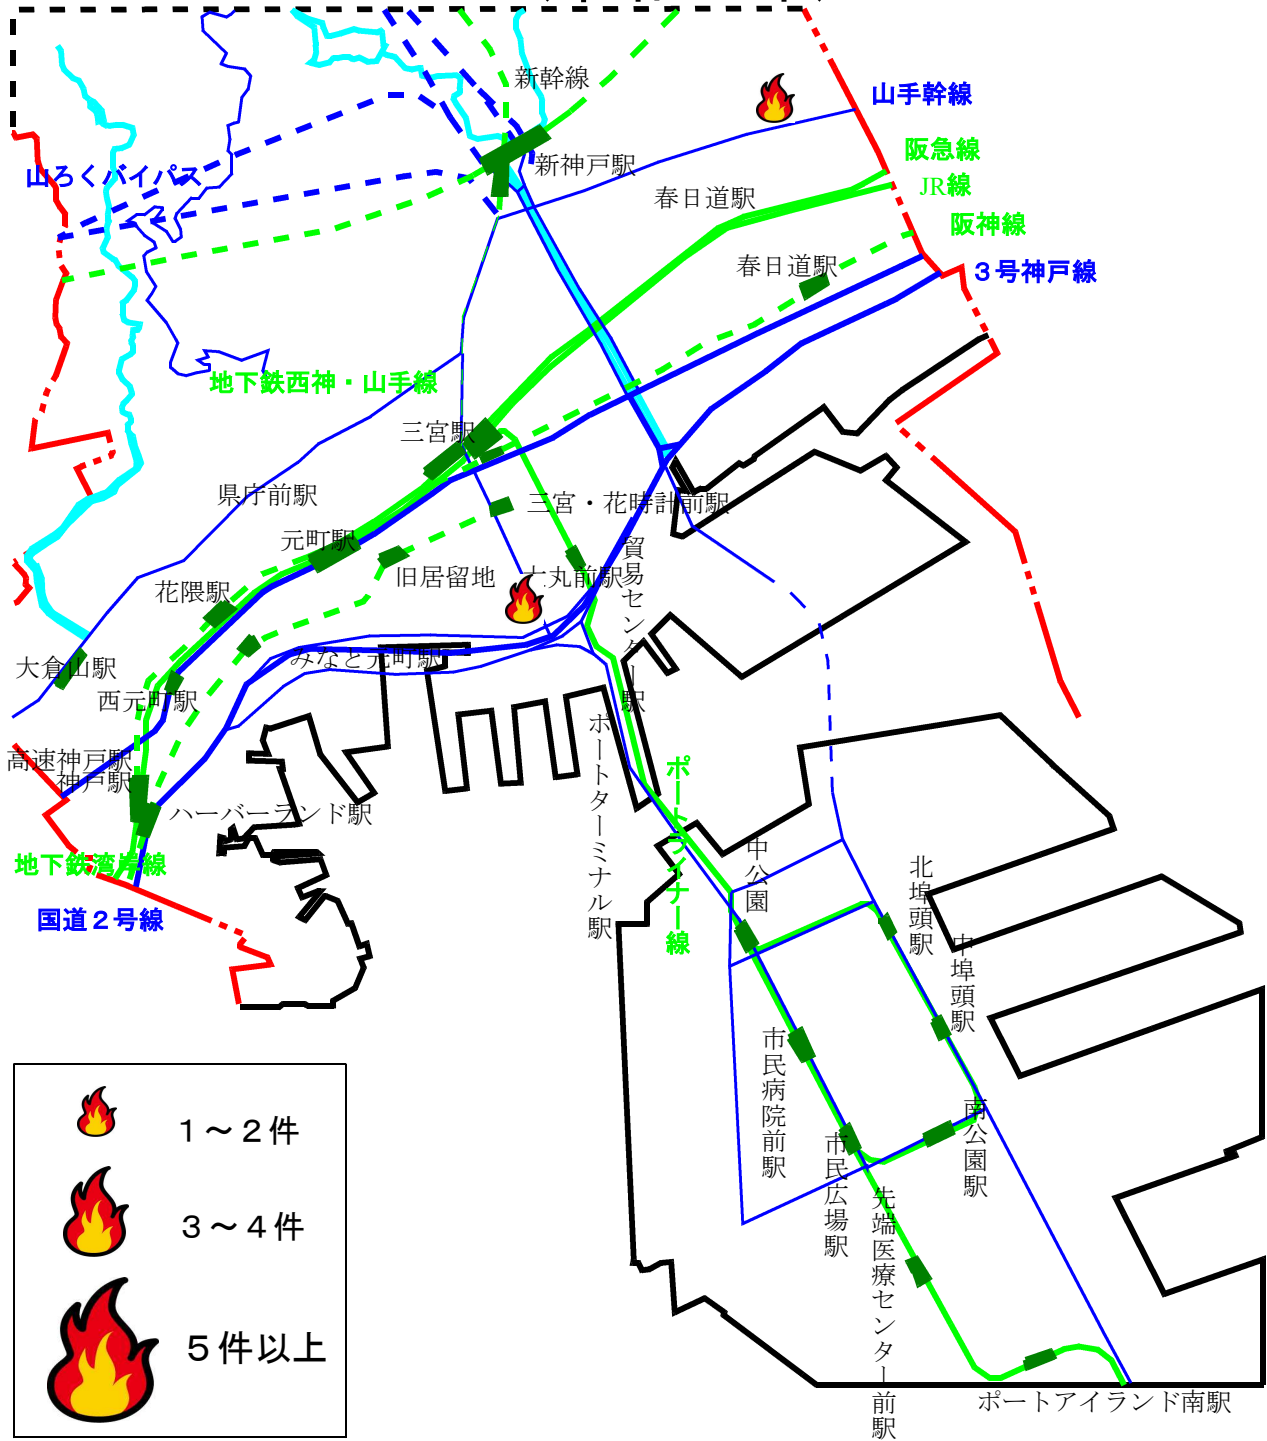 新幹線
山手幹線
阪急線
新神戸駅
山ろくバイパス
JR線
春日道駅
阪神線
春日道駅
３号神戸線
地下鉄西神・山手線
三宮駅
県庁前駅
三宮・花時計前駅
元町駅
貿易センター駅
旧居留地
大丸前駅
花隈駅
みなと元町駅
大倉山駅
西元町駅
ポートターミナル駅
高速神戸駅
神戸駅
ポートライナー線
ハーバーランド駅
中公園
地下鉄湾岸線
北埠頭駅
国道２号線
中埠頭駅
市民病院前駅
南公園駅
市民広場駅
先端医療センター前駅
ポートアイランド南駅
１～２件
３～４件
５件以上